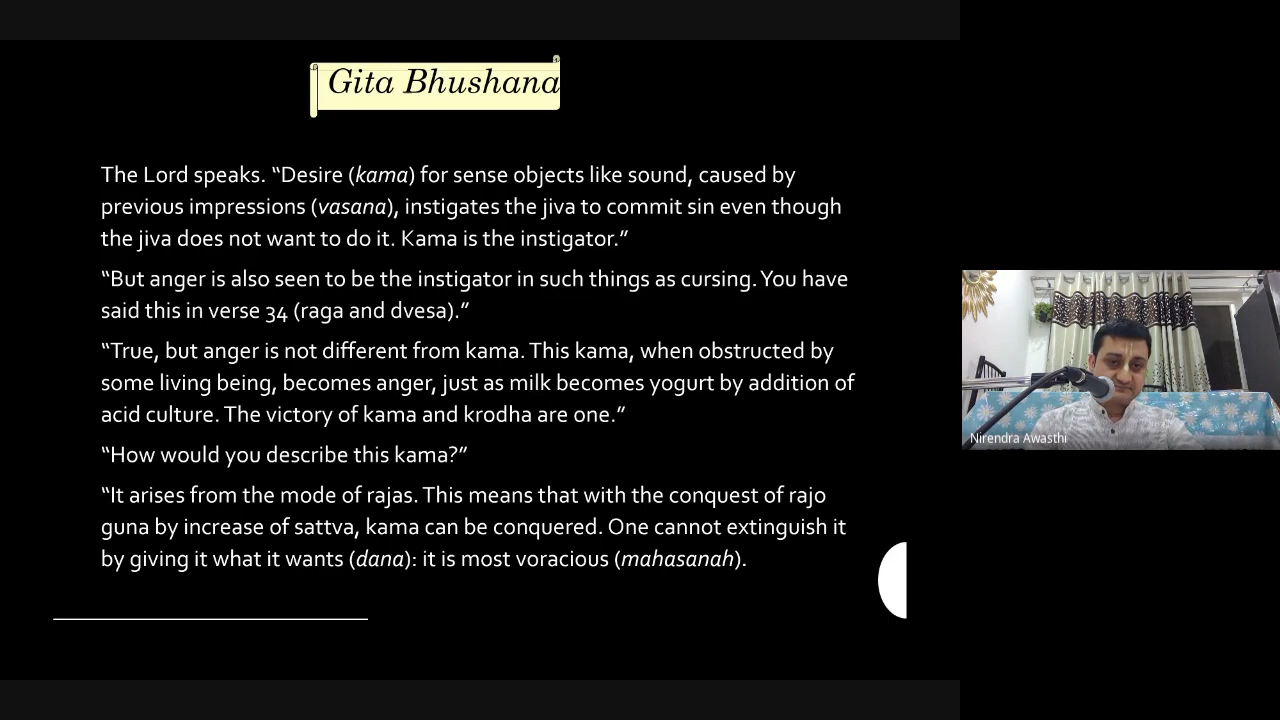 Gita Bhushana
The Lord speaks. “Desire (kama) for sense objects like sound, caused by
previous impressions (vasana), instigates the jiva to commit sin even though
the jiva does not want to do it. Kama is the instigator.”
“But anger is also seen to be the instigator in such things as cursing. You have
said this in verse 34 (raga and dvesa).”
“True, but anger is not different from kama. This kama, when obstructed by
some living being, becomes anger, just as milk becomes yogurt by addition of
acid culture. The victory of kama and krodha are one.”
“How would you describe this kama?”
“It arises from the mode of rajas. This means that with the conquest of rajo
guna by increase of sattva, kama can be conquered. One cannot extinguish it
by giving it what it wants (dana): it is most voracious (mahasanah).
Nirendra Awasthi